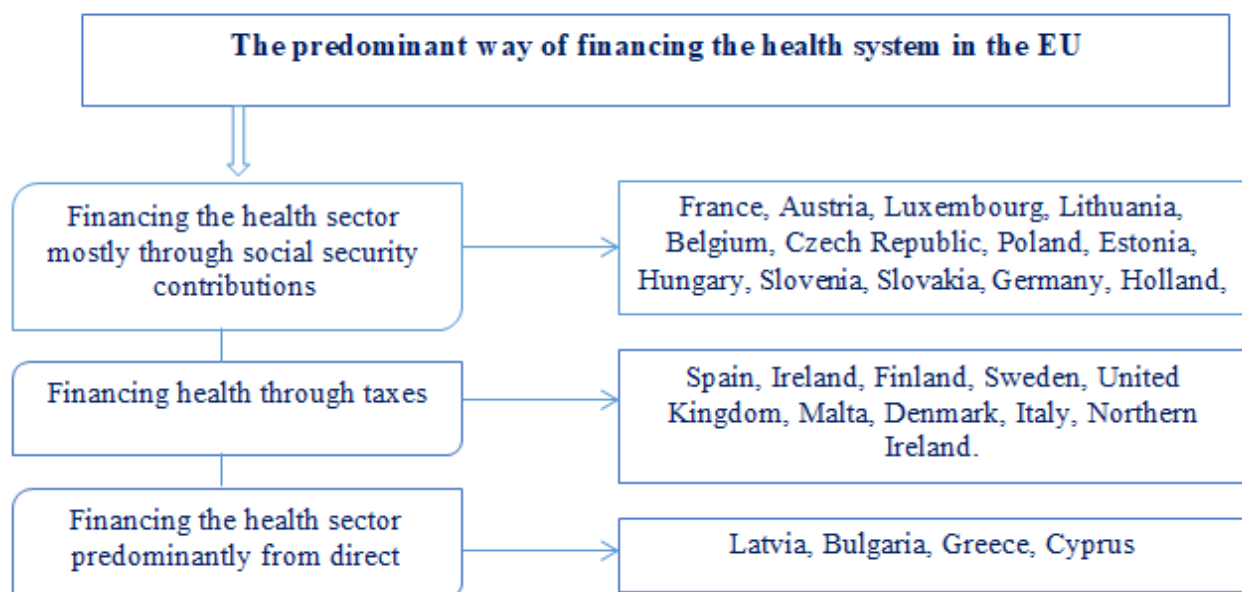 The predominant way of financing the health system in the EU
Financing the health sector
mostly through social security
contributions
France, Austria, Luxembourg, Lithuania,
Belgium, Czech Republic, Poland, Estonia,
Hungary, Slovenia, Slovakia, Germany, Holland,
Financing health through taxes
Spain, Ireland, Finland, Sweden, United
Kingdom, Malta, Denmark, Italy, Northern
Ireland.
Financing the health sector
predominantly from direct
Latvia, Bulgaria, Greece, Cyprus